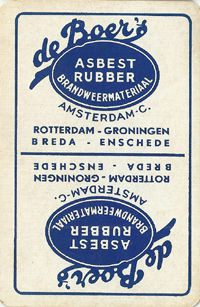 de Boer's
ASBEST
RUBBER
BRANDWEERMATERIAAL
AMSTERDAM-C.
ROTTERDAM - GRONINGEN
BREDA - ENSCHEDE
de Boer's
ASBEST
RUBBER
BRANDWEERMATERIAAL
AMSTERDAM-C.
ROTTERDAM - GRONINGEN
BREDA - ENSCHEDE